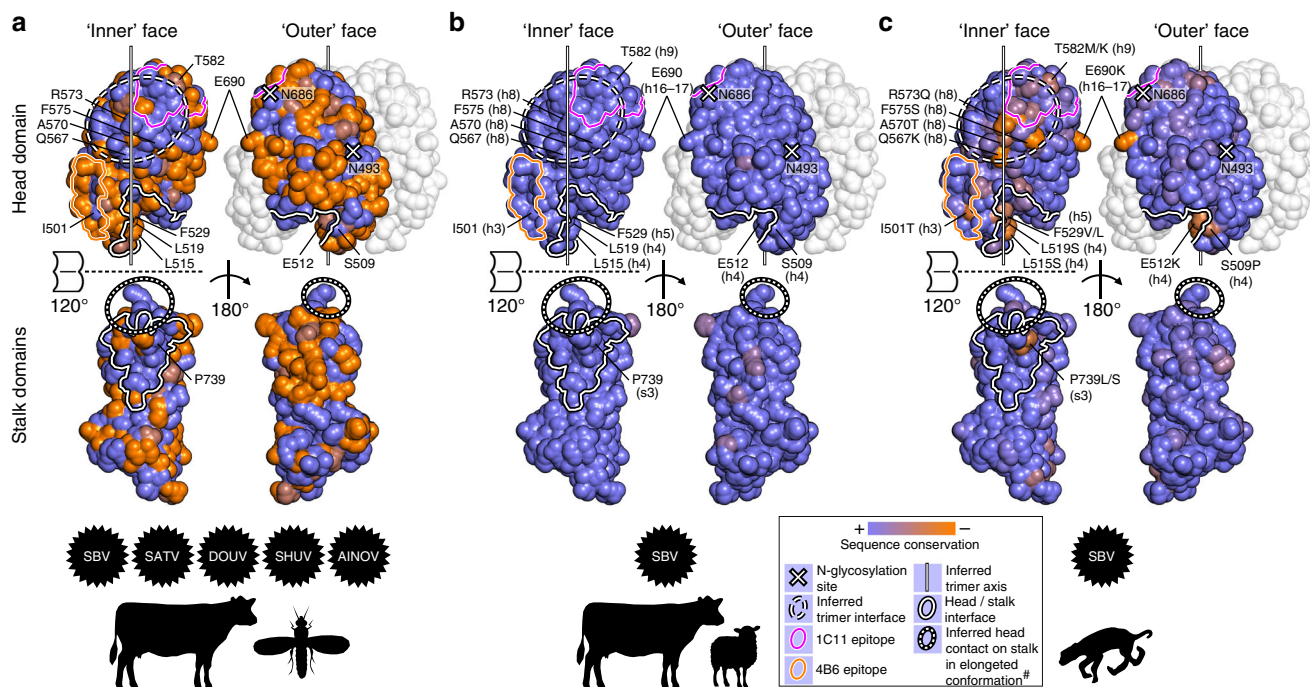 a
'Inner' face
'Outer' face
Head domain
T582
E690
N686
R573
F575
A570
Q567
N493
I501
F529
L519
L515
E512
S509
120°
180°
Stalk domains
P739
SBV
SATV
DOUV
SHUV
AINOV
b
'Inner' face
'Outer' face
T582 (h9)
E690
(h16–17)
N686
R573 (h8)
F575 (h8)
A570 (h8)
Q567 (h8)
N493
I501 (h3)
F529 (h5)
L519 (h4)
L515 (h4)
E512
(h4)
S509
(h4)
120°
180°
P739
(s3)
SBV
c
'Inner' face
'Outer' face
T582M/K (h9)
E690K
(h16–17)
N686
R573Q (h8)
F575S (h8)
A570T (h8)
Q567K (h8)
N493
I501T (h3)
(h5)
F529V/L
L519S (h4)
L515S (h4)
E512K
(h4)
S509P
(h4)
120°
180°
P739L/S
(s3)
SBV
+
−
Sequence conservation
N-glycosylation
site
Inferred
trimer interface
1C11 epitope
4B6 epitope
Inferred
trimer axis
Head / stalk
interface
Inferred head
contact on stalk
in elongeted
conformation#